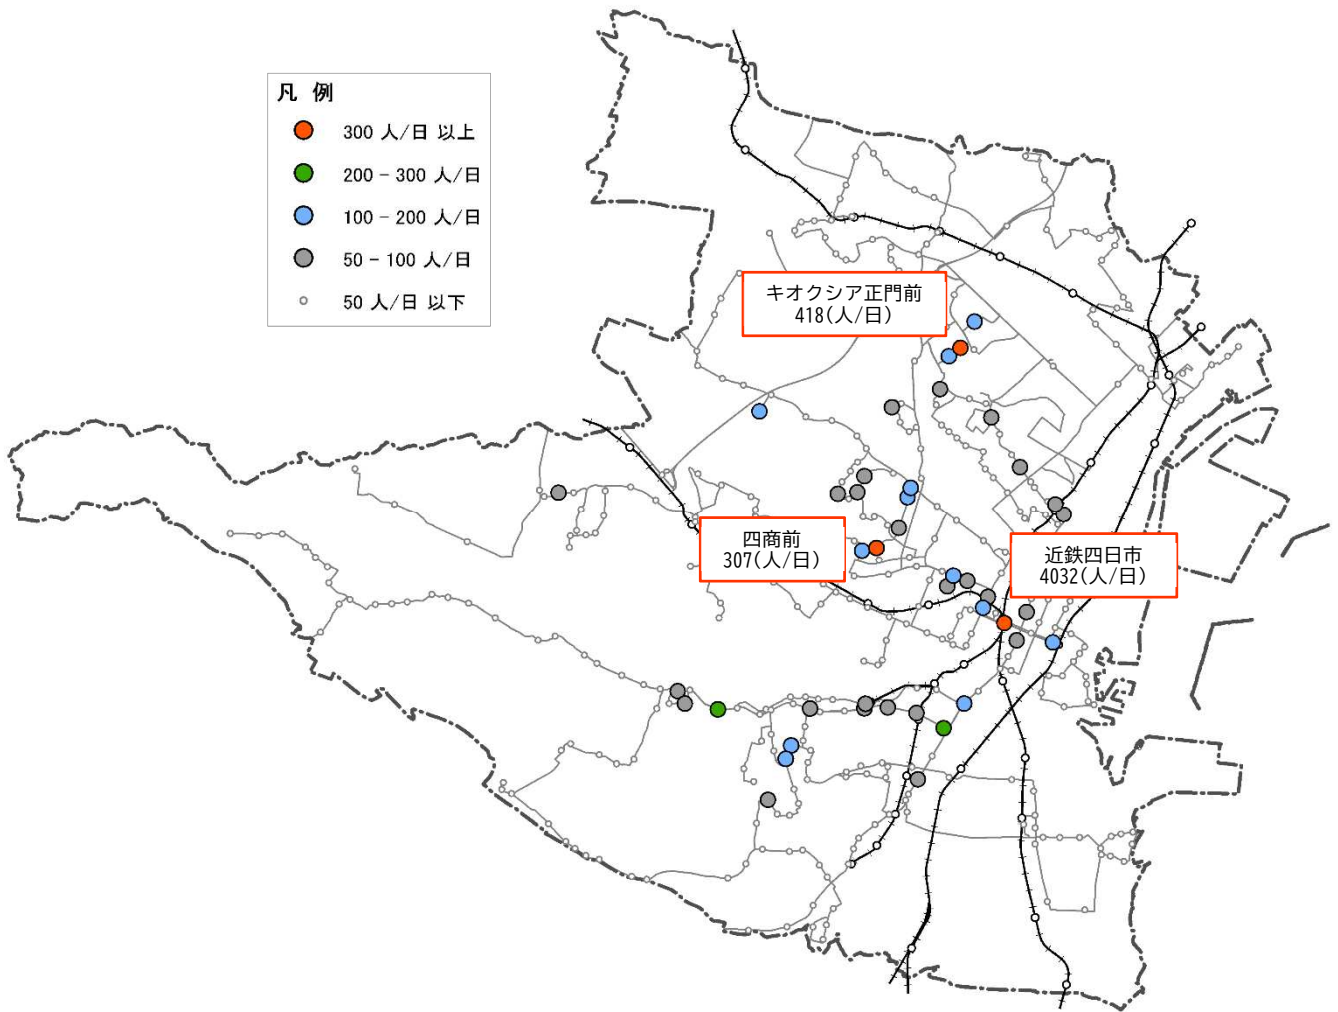 凡 例
300 人/日 以上
200 – 300 人/日
100 – 200 人/日
50 – 100 人/日
50 人/日 以下
キオクシア正門前
418(人/日)
四商前
307(人/日)
近鉄四日市
4032(人/日)